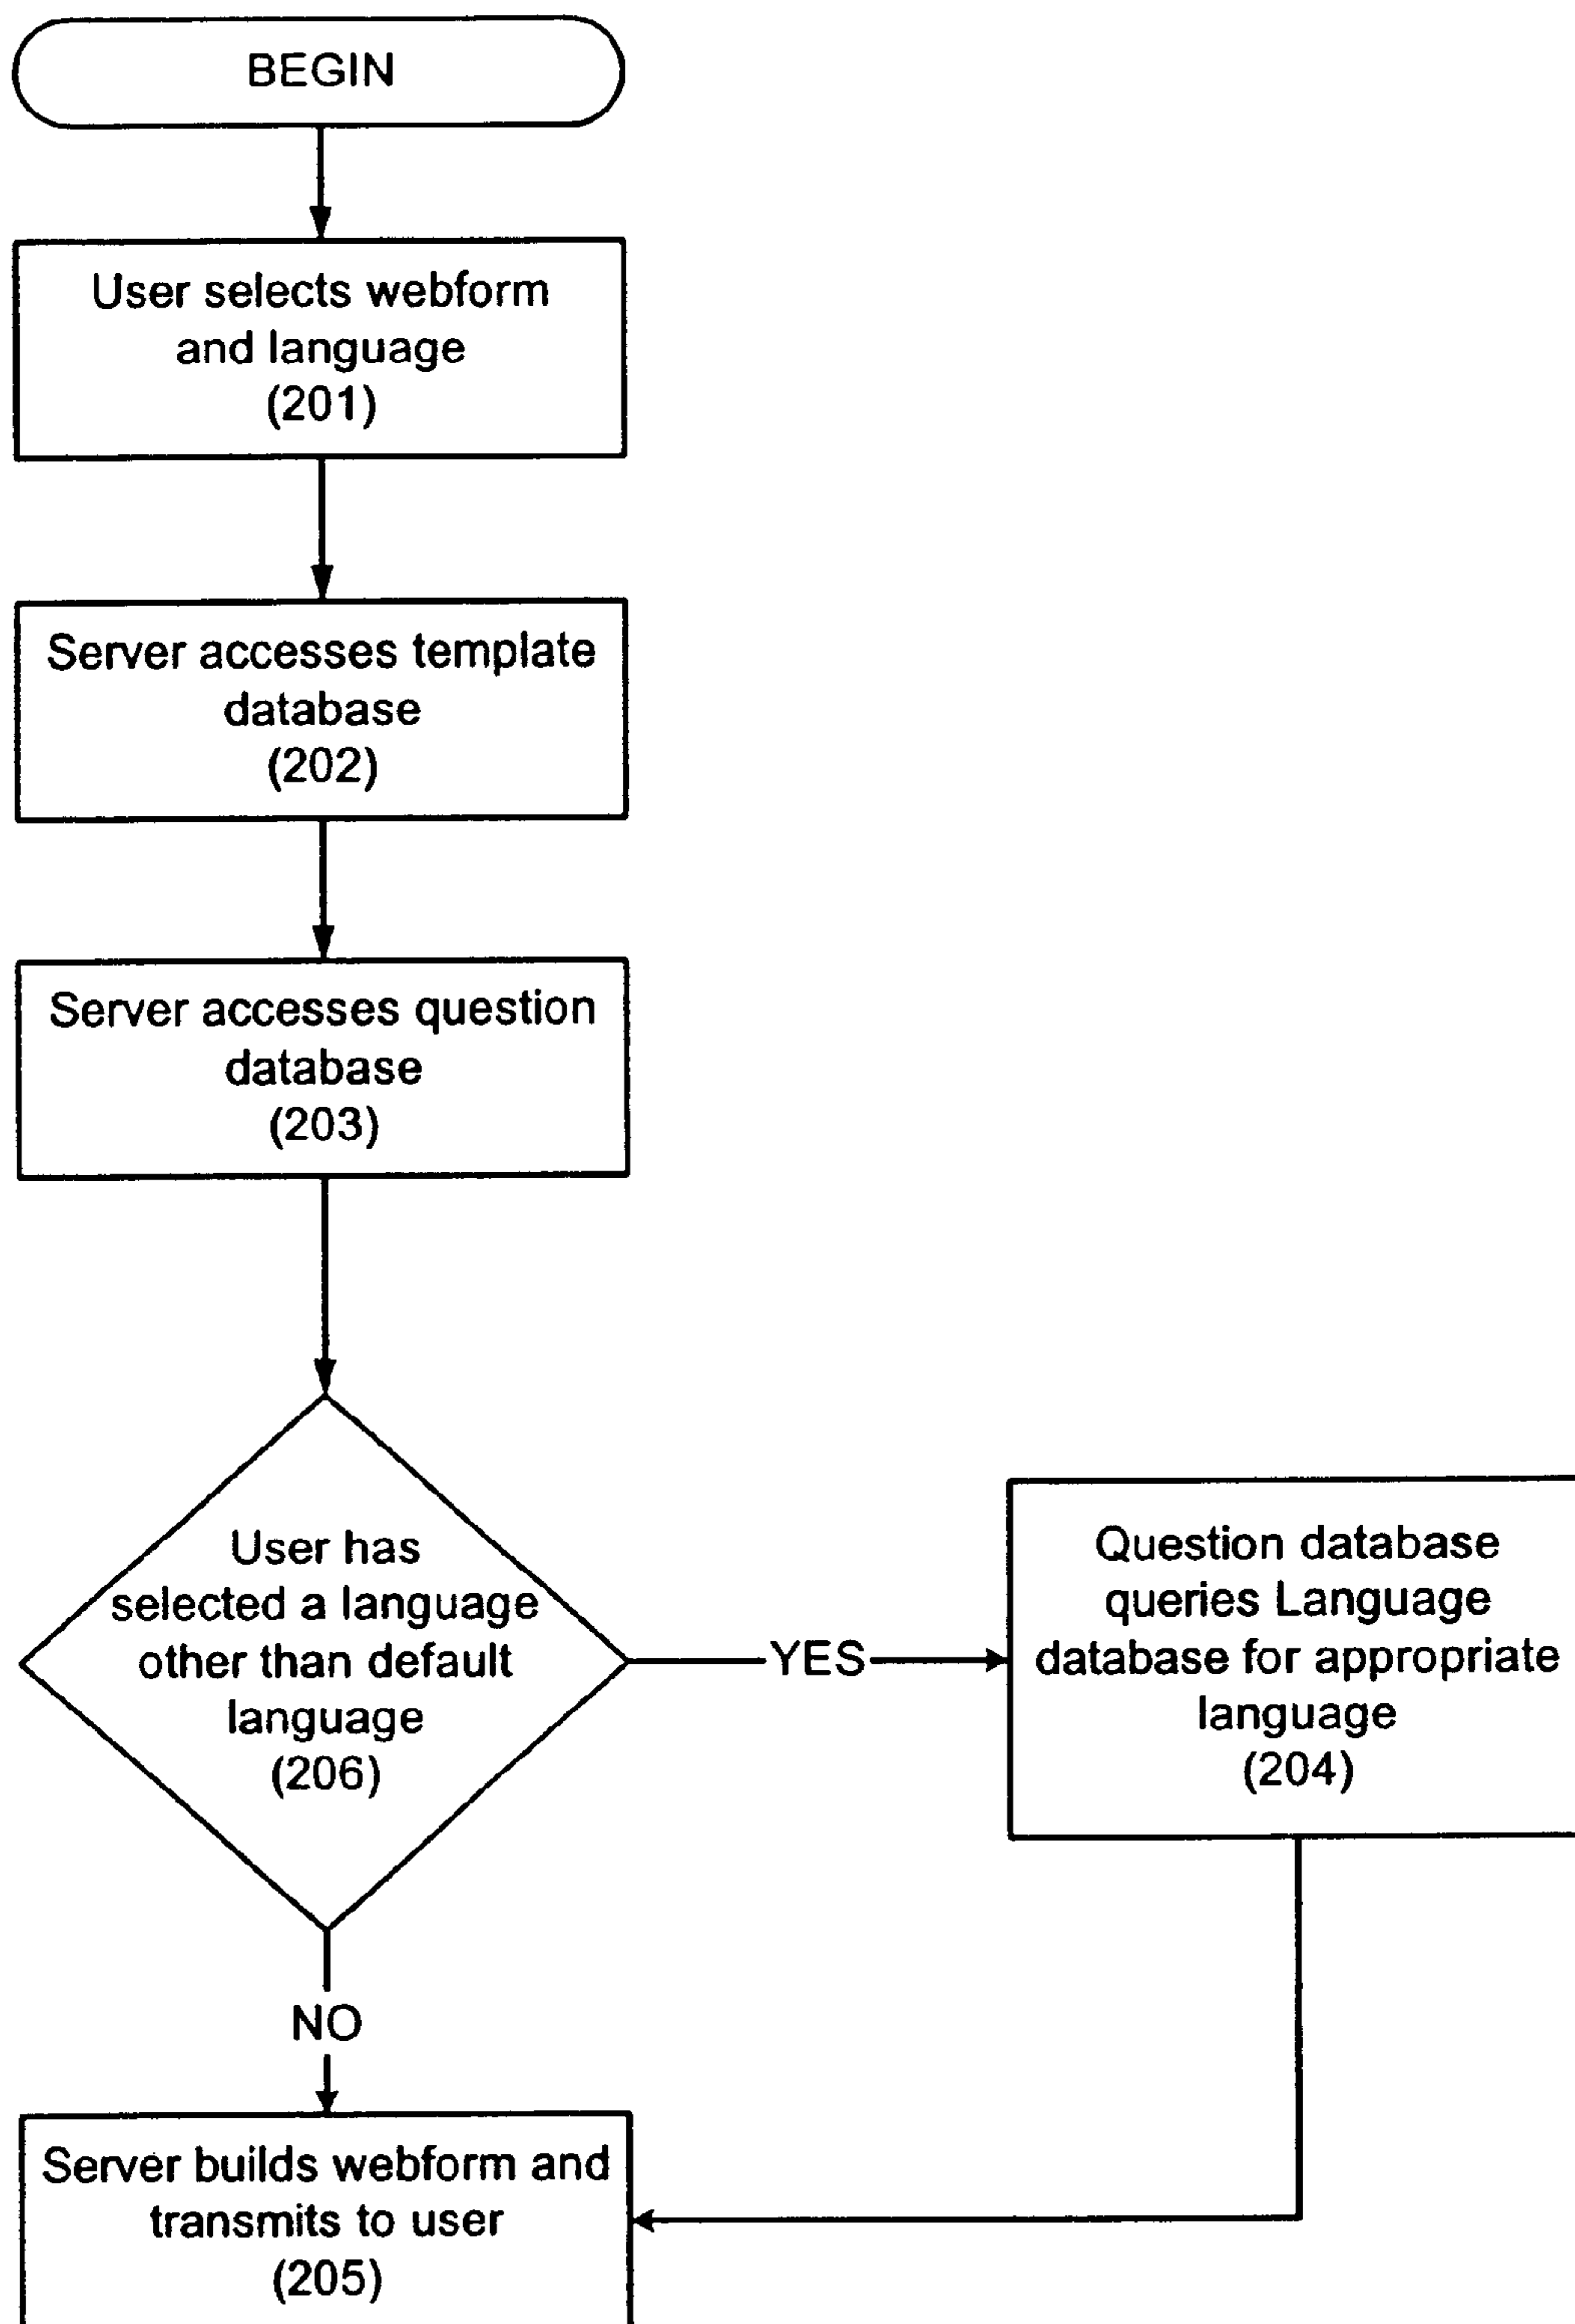 BEGIN
User selects webform
and language
(201)
Server accesses template
database
(202)
Server accesses question
database
(203)
User has
selected a language
other than default
language
(206)
YES
Question database
queries Language
database for appropriate
language
(204)
NO
Server builds webform and
transmits to user
(205)